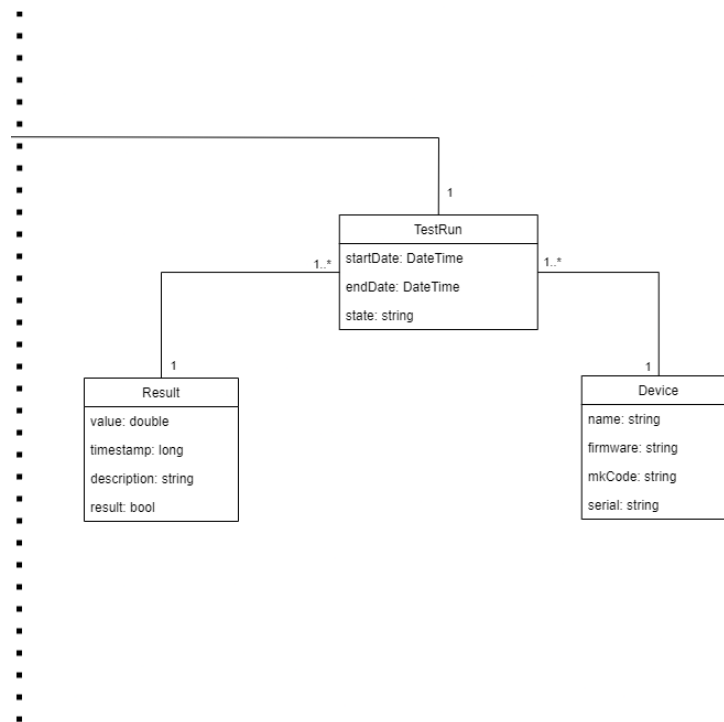 1
TestRun
startDate: DateTime
endDate: DateTime
state: string
1..*
1..*
1
1
Result
value: double
timestamp: long
description: string
result: bool
Device
name: string
firmware: string
mkCode: string
serial: string